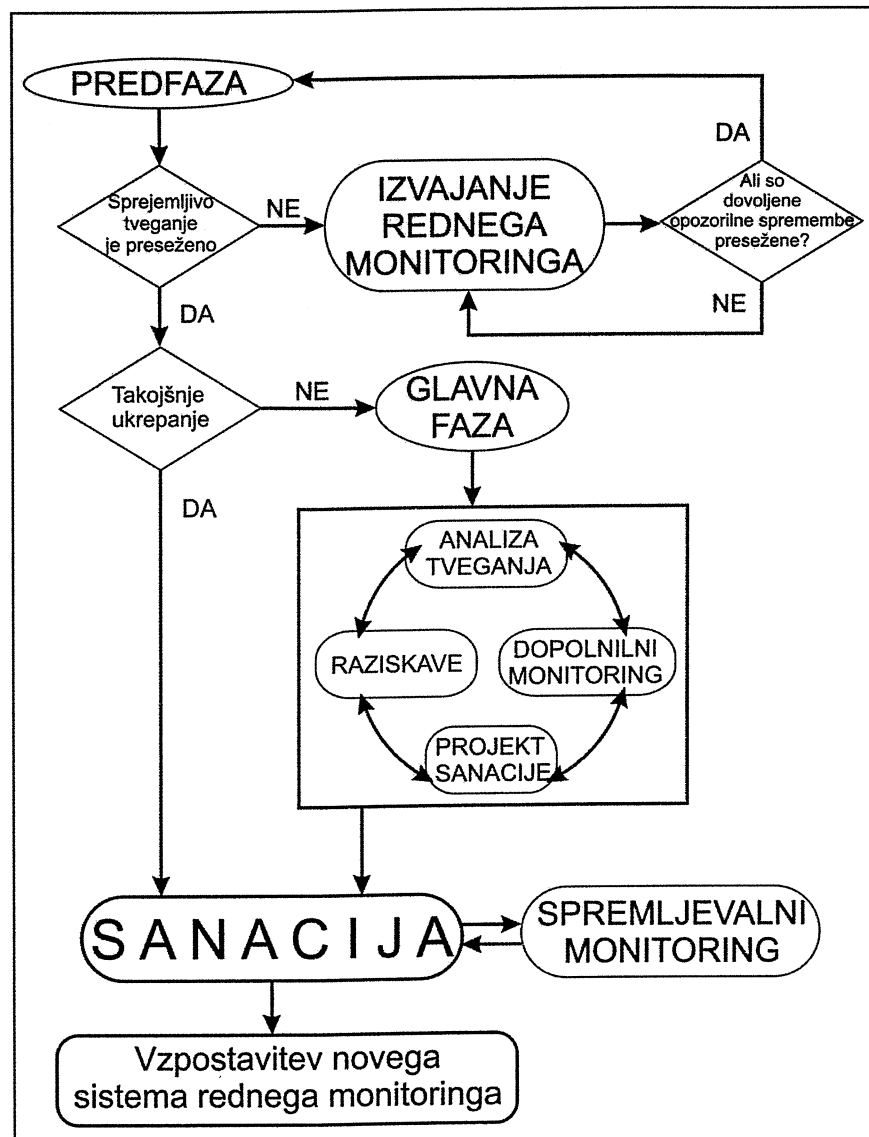 PREDFAZA
DA
Sprejemljivo
tveganje
je preseženo
NE
IZVAJANJE
REDNEGA
MONITORINGA
Ali so
dovoljene
opozorilne spremembe
presežene?
DA
NE
Takojšnje
ukrepanje
NE
GLAVNA
FAZA
DA
ANALIZA
TVEGANJA
RAZISKAVE
DOPOLNILNI
MONITORING
PROJEKT
SANACIJE
SANACIJA
SPREMLJEVALNI
MONITORING
Vzpostavitev novega
sistema rednega monitoringa